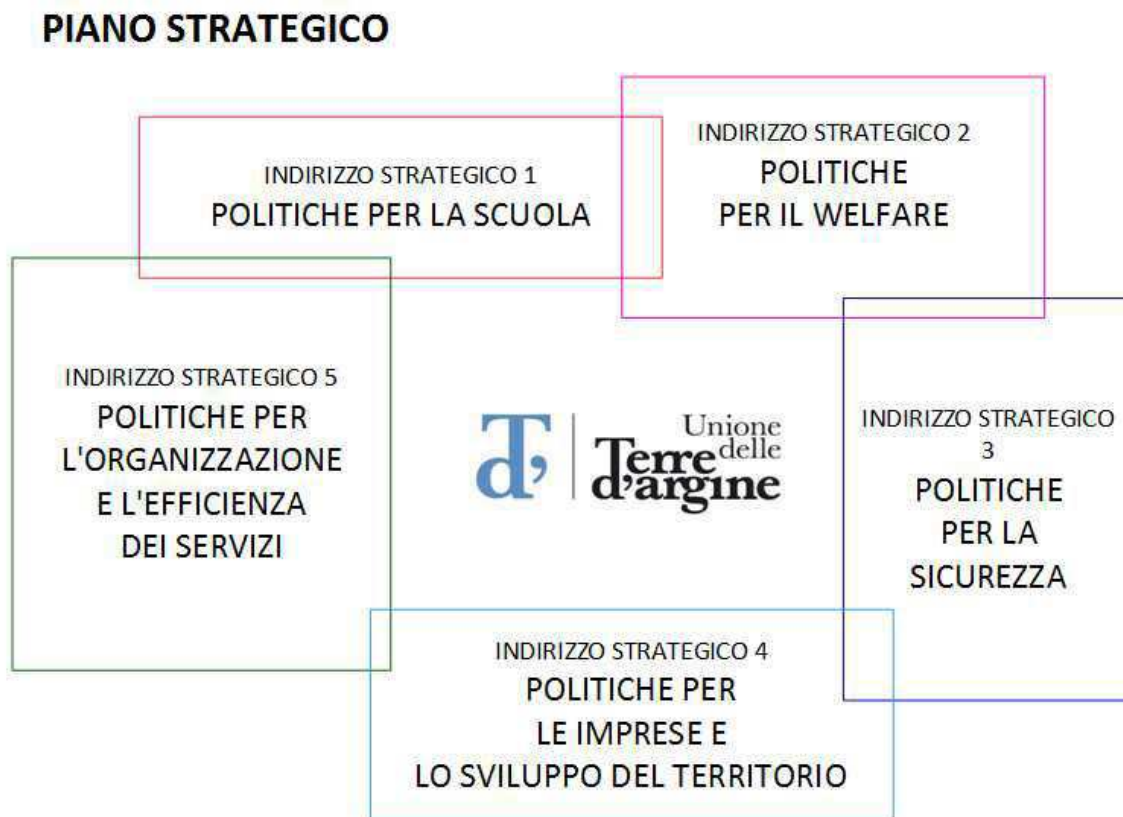 PIANO STRATEGICO
INDIRIZZO STRATEGICO 1
POLITICHE PER LA SCUOLA
INDIRIZZO STRATEGICO 2
POLITICHE
PER IL WELFARE
INDIRIZZO STRATEGICO 5
POLITICHE PER
L'ORGANIZZAZIONE
E L'EFFICIENZA
DEI SERVIZI
Td'
Unione
delle
Terre
d'argine
INDIRIZZO STRATEGICO
3
POLITICHE
PER LA
SICUREZZA
INDIRIZZO STRATEGICO 4
POLITICHE PER
LE IMPRESE E
LO SVILUPPO DEL TERRITORIO